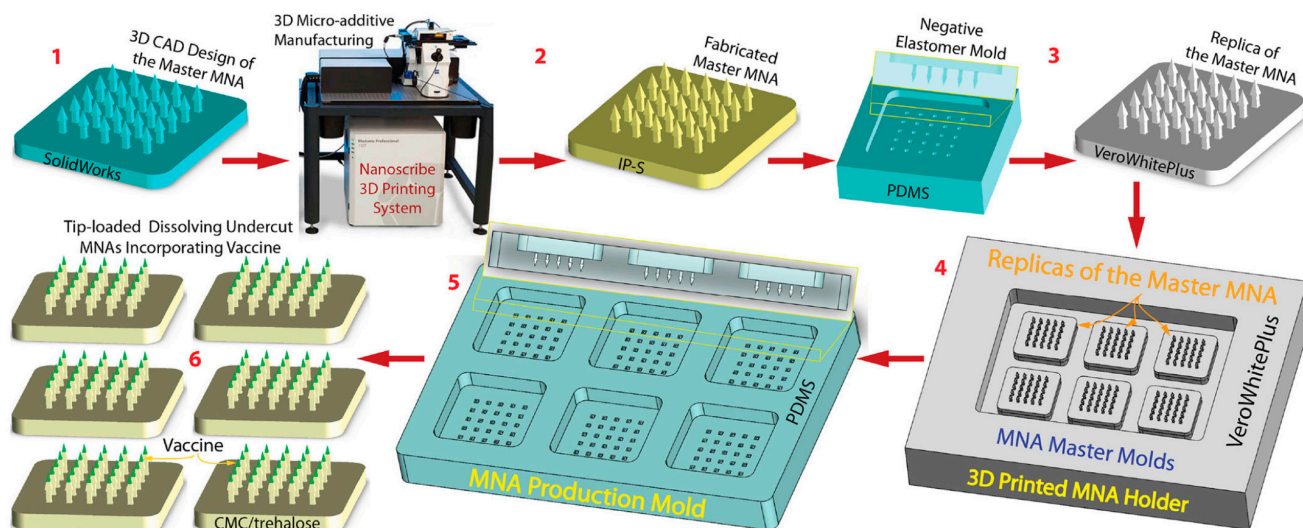 1
3D CAD Design of
the Master MNA
SolidWorks
3D Micro-additive
Manufacturing
Nanoscribe
3D Printing
System
2
Fabricated
Master MNA
IP-S
Negative
Elastomer Mold
PDMS
3
Replica of
the Master MNA
VeroWhitePlus
4
Replicas of the Master MNA
VeroWhitePlus
MNA Master Molds
3D Printed MNA Holder
5
PDMS
MNA Production Mold
Tip-loaded Dissolving Undercut
MNAs Incorporating Vaccine
6
Vaccine
CMC/trehalose